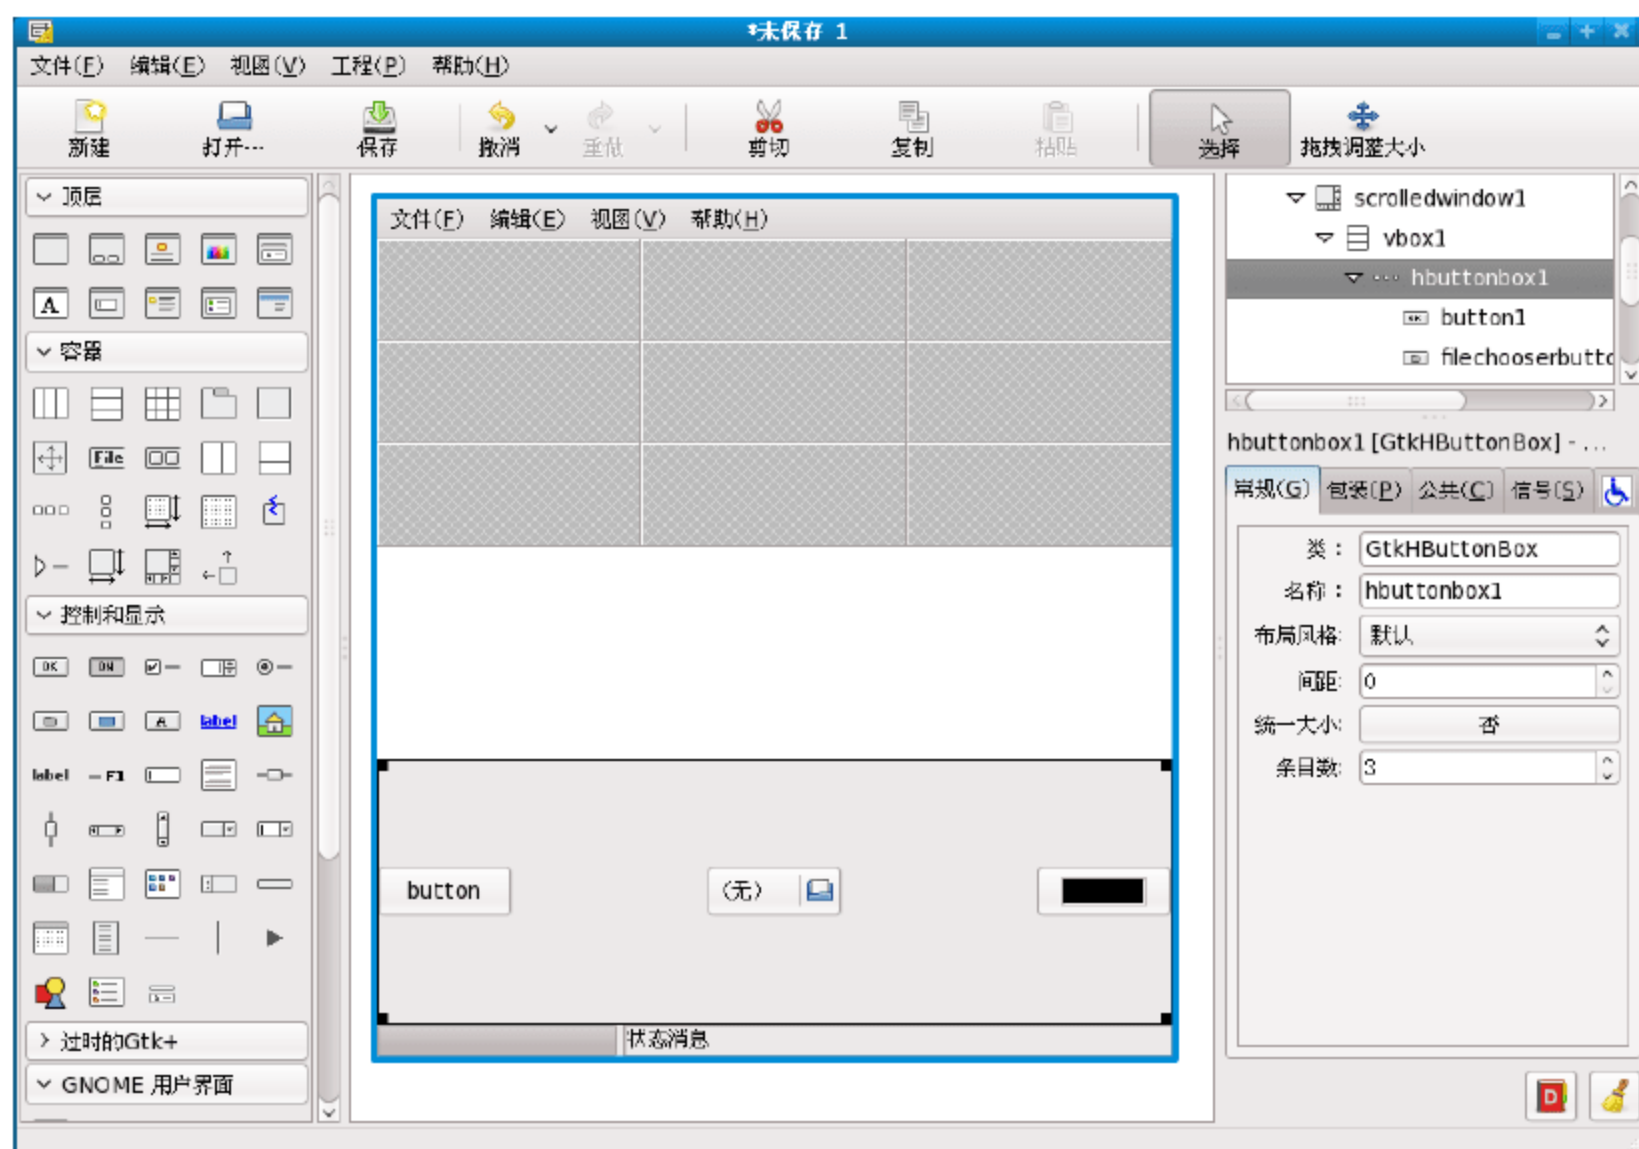 *未保存 1
文件(F) 编辑(E) 视图(V) 工程(P) 帮助(H)
新建 打开… 保存 撤消 重做 剪切 复制 粘贴 选择 拖拽调整大小
顶层
A
容器
File
控制和显示
OK ON
A label
label F1
过时的Gtk+
GNOME 用户界面
文件(F) 编辑(E) 视图(V) 帮助(H)
button (无)
状态消息
scrolledwindow1
vbox1
hbuttonbox1
button1
filechooserbutto
hbuttonbox1 [GtkHButtonBox] - ...
常规(G) 包装(P) 公共(C) 信号(S)
类： GtkHButtonBox
名称： hbuttonbox1
布局风格: 默认
间距: 0
统一大小: 否
条目数: 3
D